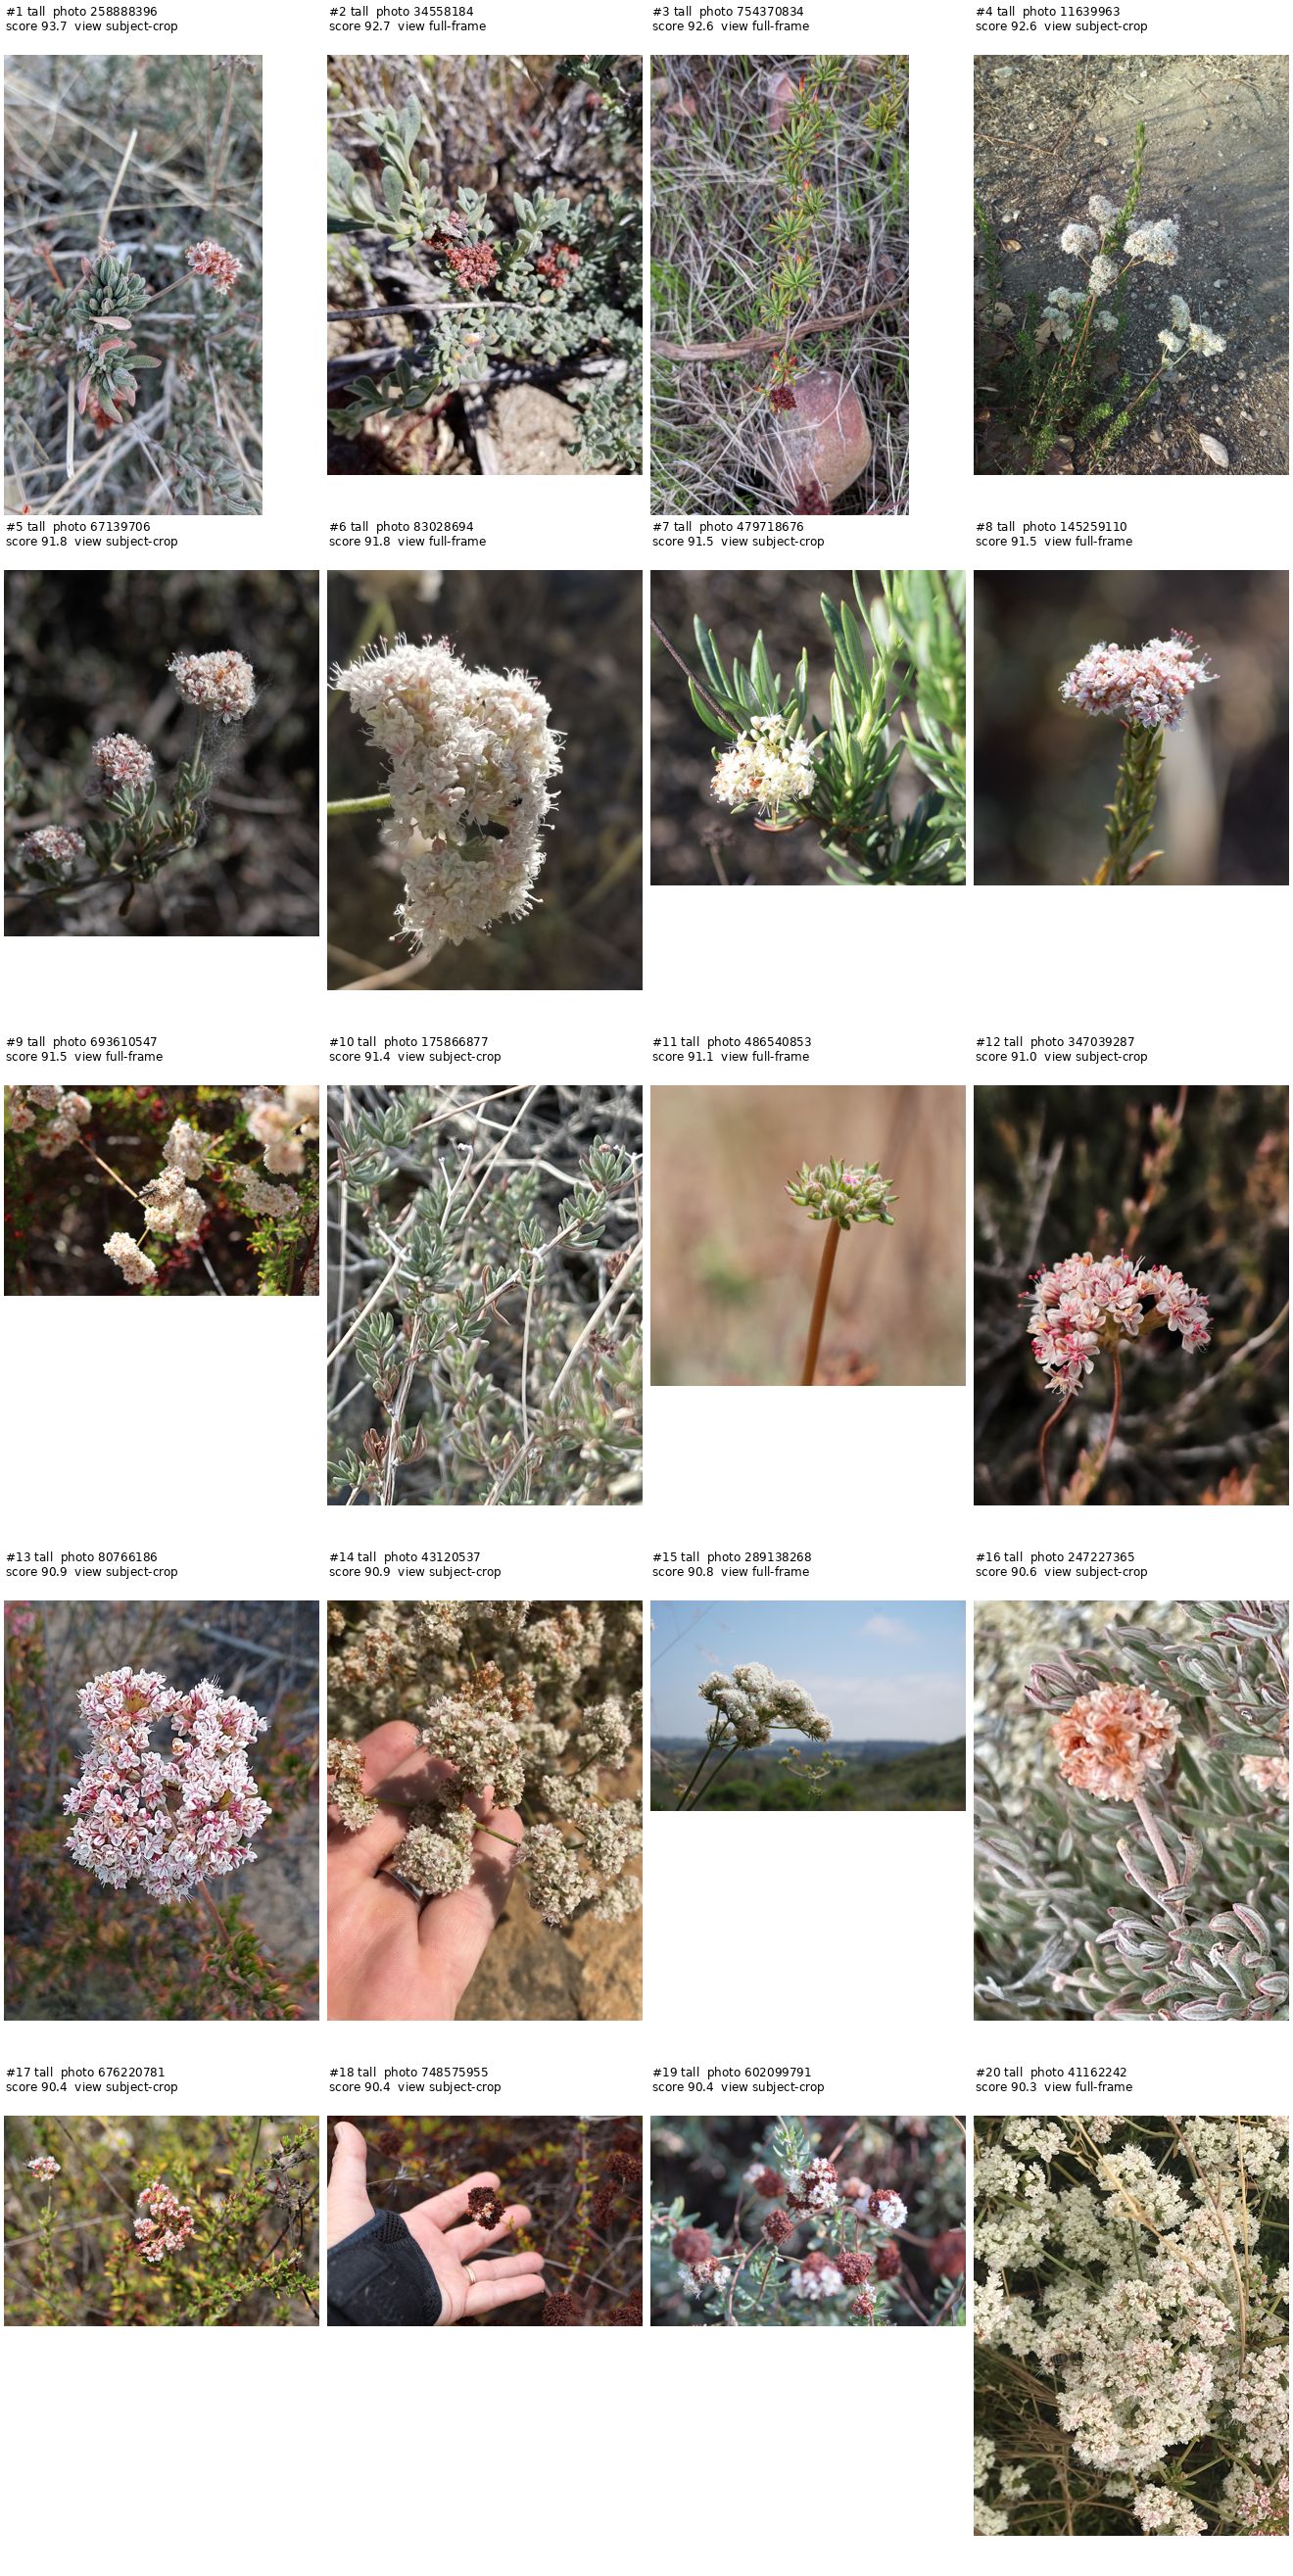 #1 tall photo 258888396
score 93.7 view subject-crop
#2 tall photo 34558184
score 92.7 view full-frame
#3 tall photo 754370834
score 92.6 view full-frame
#4 tall photo 11639963
score 92.6 view subject-crop
#5 tall photo 67139706
score 91.8 view subject-crop
#6 tall photo 83028694
score 91.8 view full-frame
#7 tall photo 479718676
score 91.5 view subject-crop
#8 tall photo 145259110
score 91.5 view full-frame
#9 tall photo 693610547
score 91.5 view full-frame
#10 tall photo 175866877
score 91.4 view subject-crop
#11 tall photo 486540853
score 91.1 view full-frame
#12 tall photo 347039287
score 91.0 view subject-crop
#13 tall photo 80766186
score 90.9 view subject-crop
#14 tall photo 43120537
score 90.9 view subject-crop
#15 tall photo 289138268
score 90.8 view full-frame
#16 tall photo 247227365
score 90.6 view subject-crop
#17 tall photo 676220781
score 90.4 view subject-crop
#18 tall photo 748575955
score 90.4 view subject-crop
#19 tall photo 602099791
score 90.4 view subject-crop
#20 tall photo 41162242
score 90.3 view full-frame